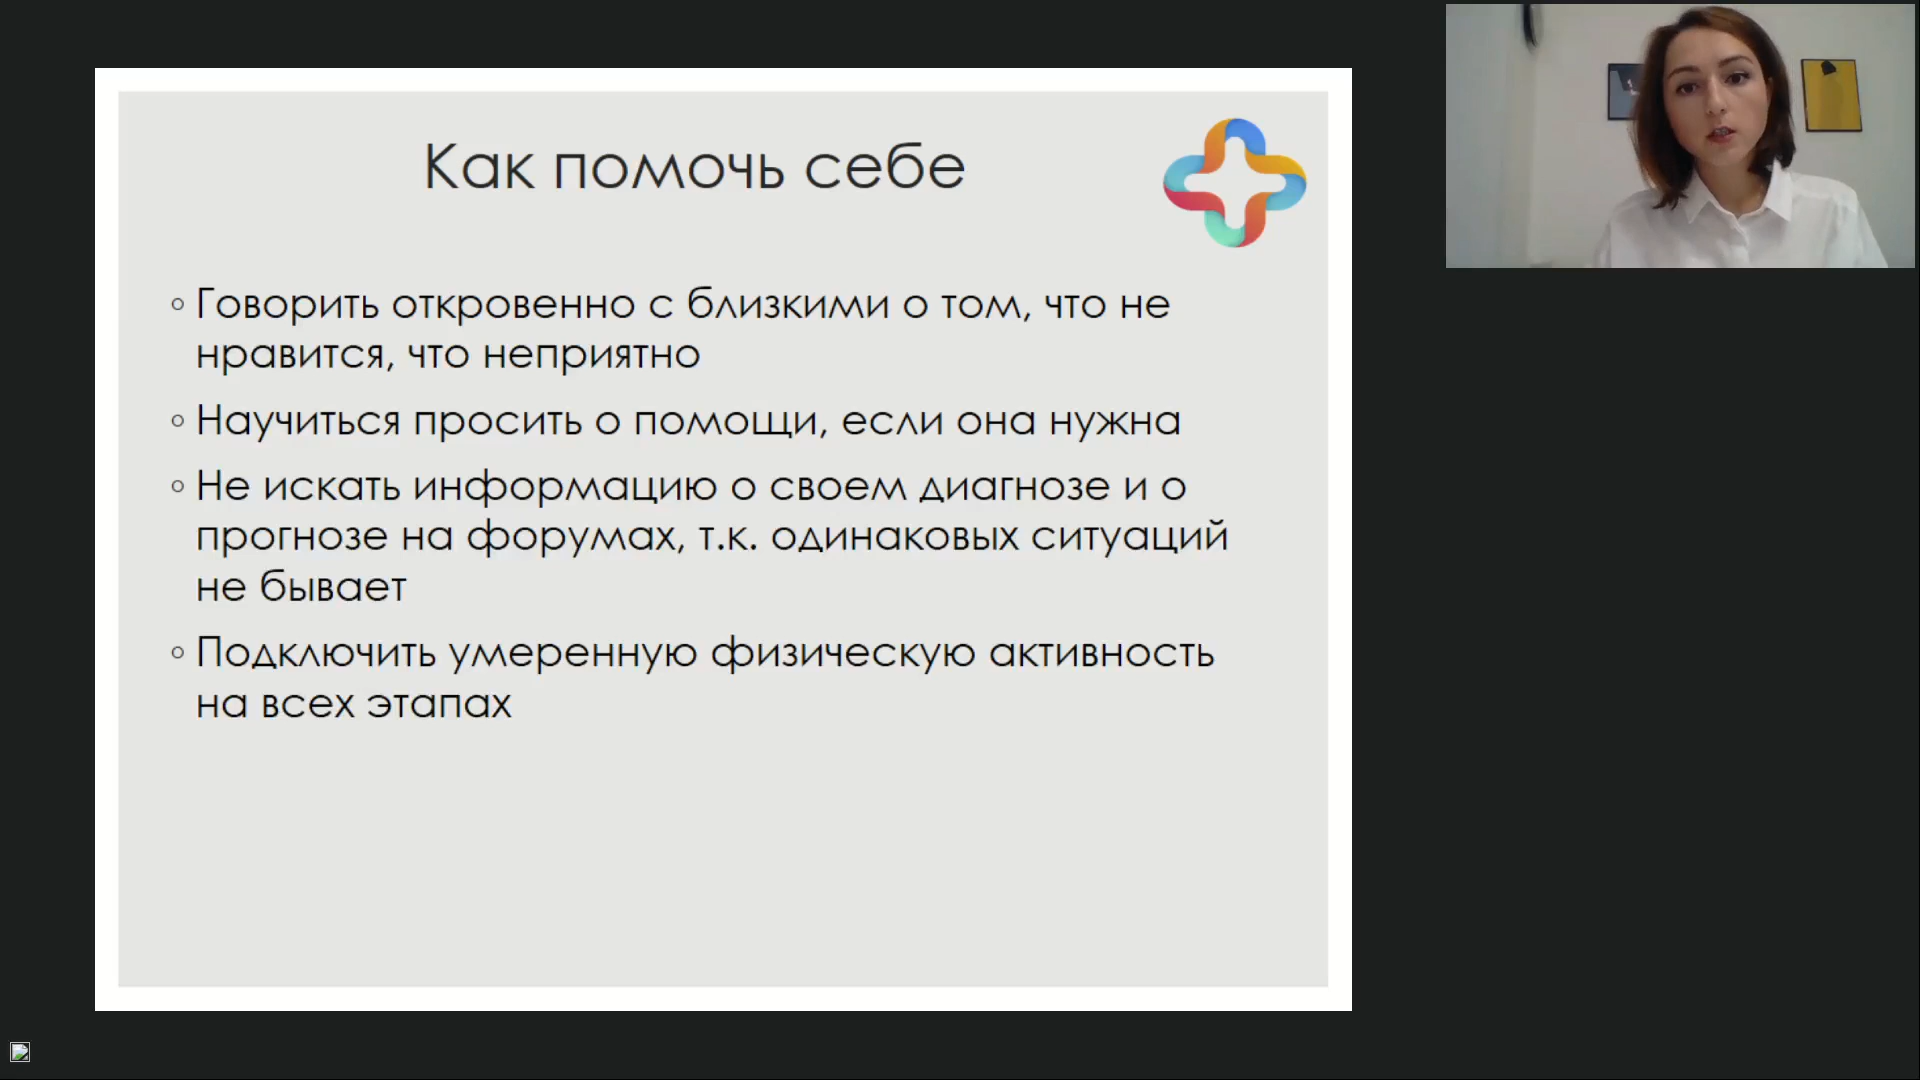 Как помочь себе
Говорить откровенно с близкими о том, что не
нравится, что неприятно
Научиться просить о помощи, если она нужна
Не искать информацию о своем диагнозе и о
прогнозе на форумах, т.к. одинаковых ситуаций
не бывает
Подключить умеренную физическую активность
на всех этапах